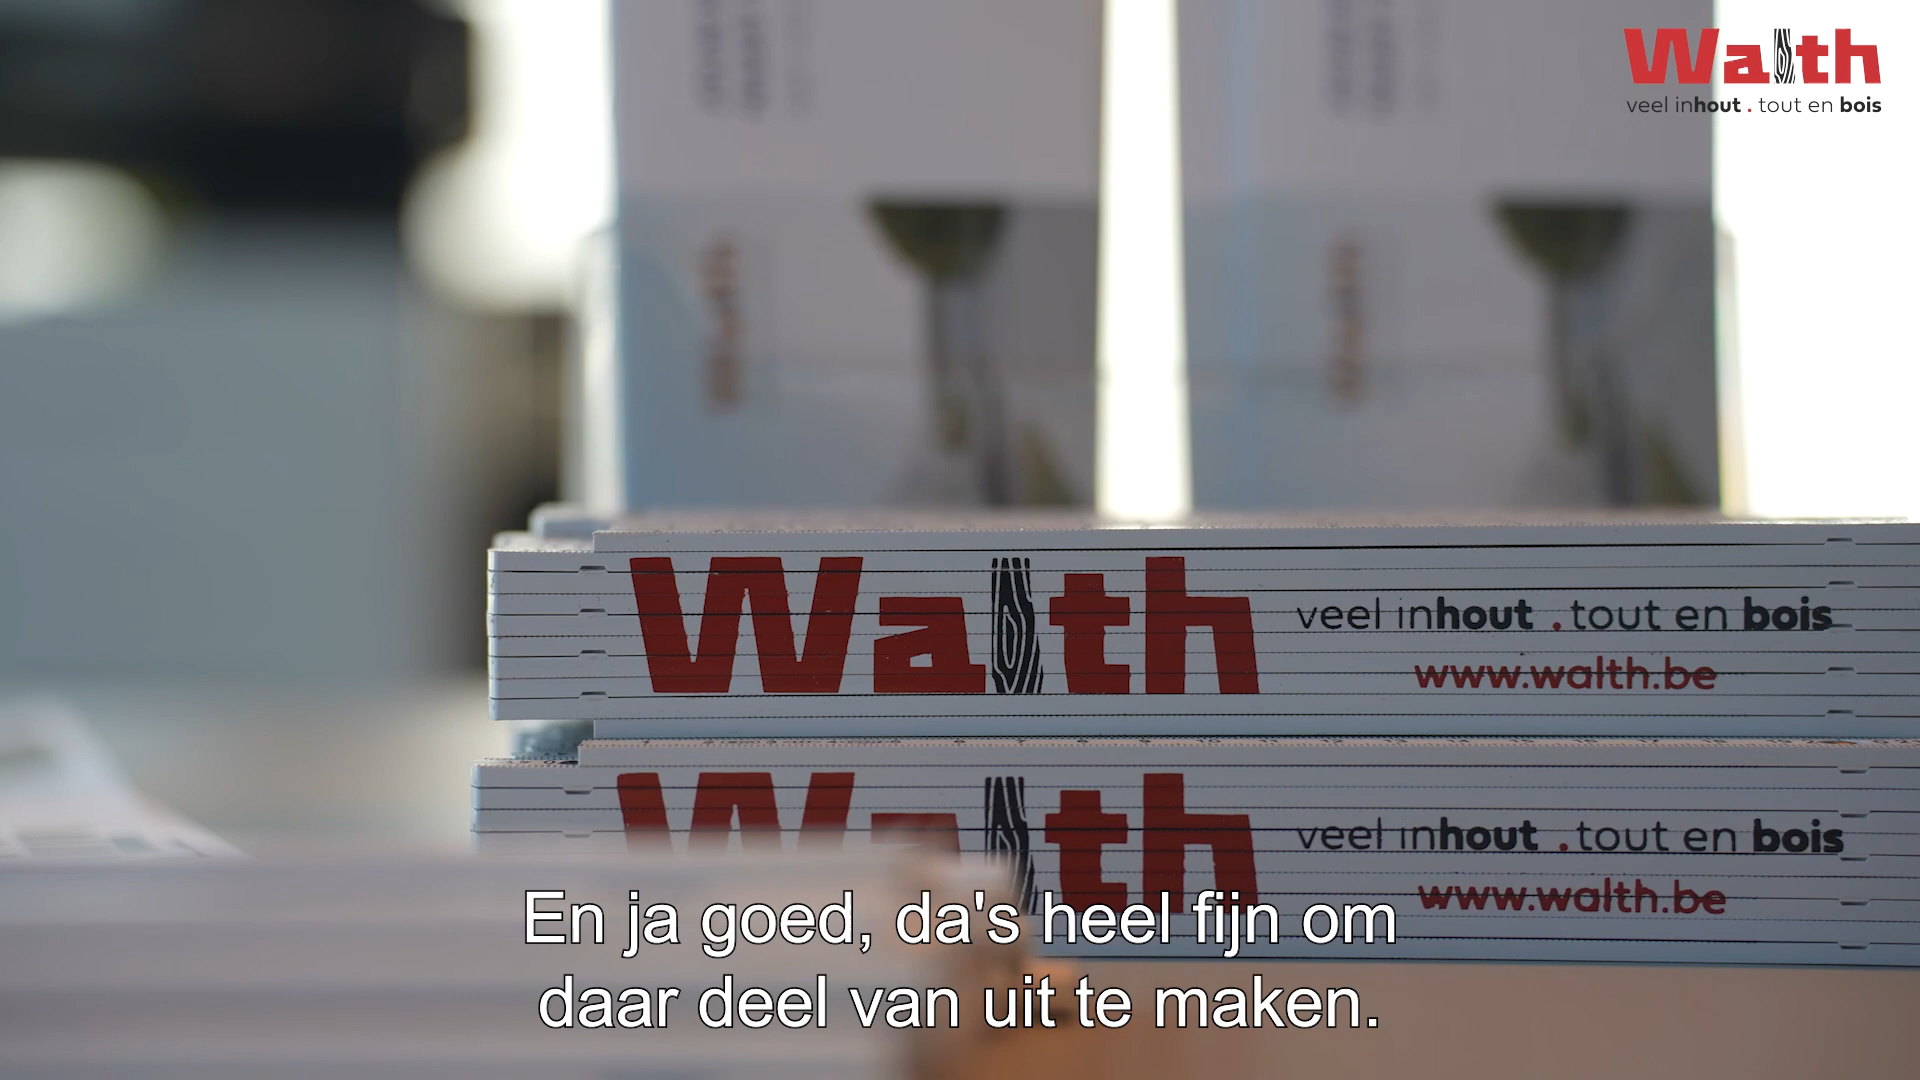 Walth
veel inhout . tout en bois
Walth
veel inhout . tout en bois
www.walth.be
Walth
veel inhout . tout en bois
www.walth.be
En ja goed, da's heel fijn om
daar deel van uit te maken.